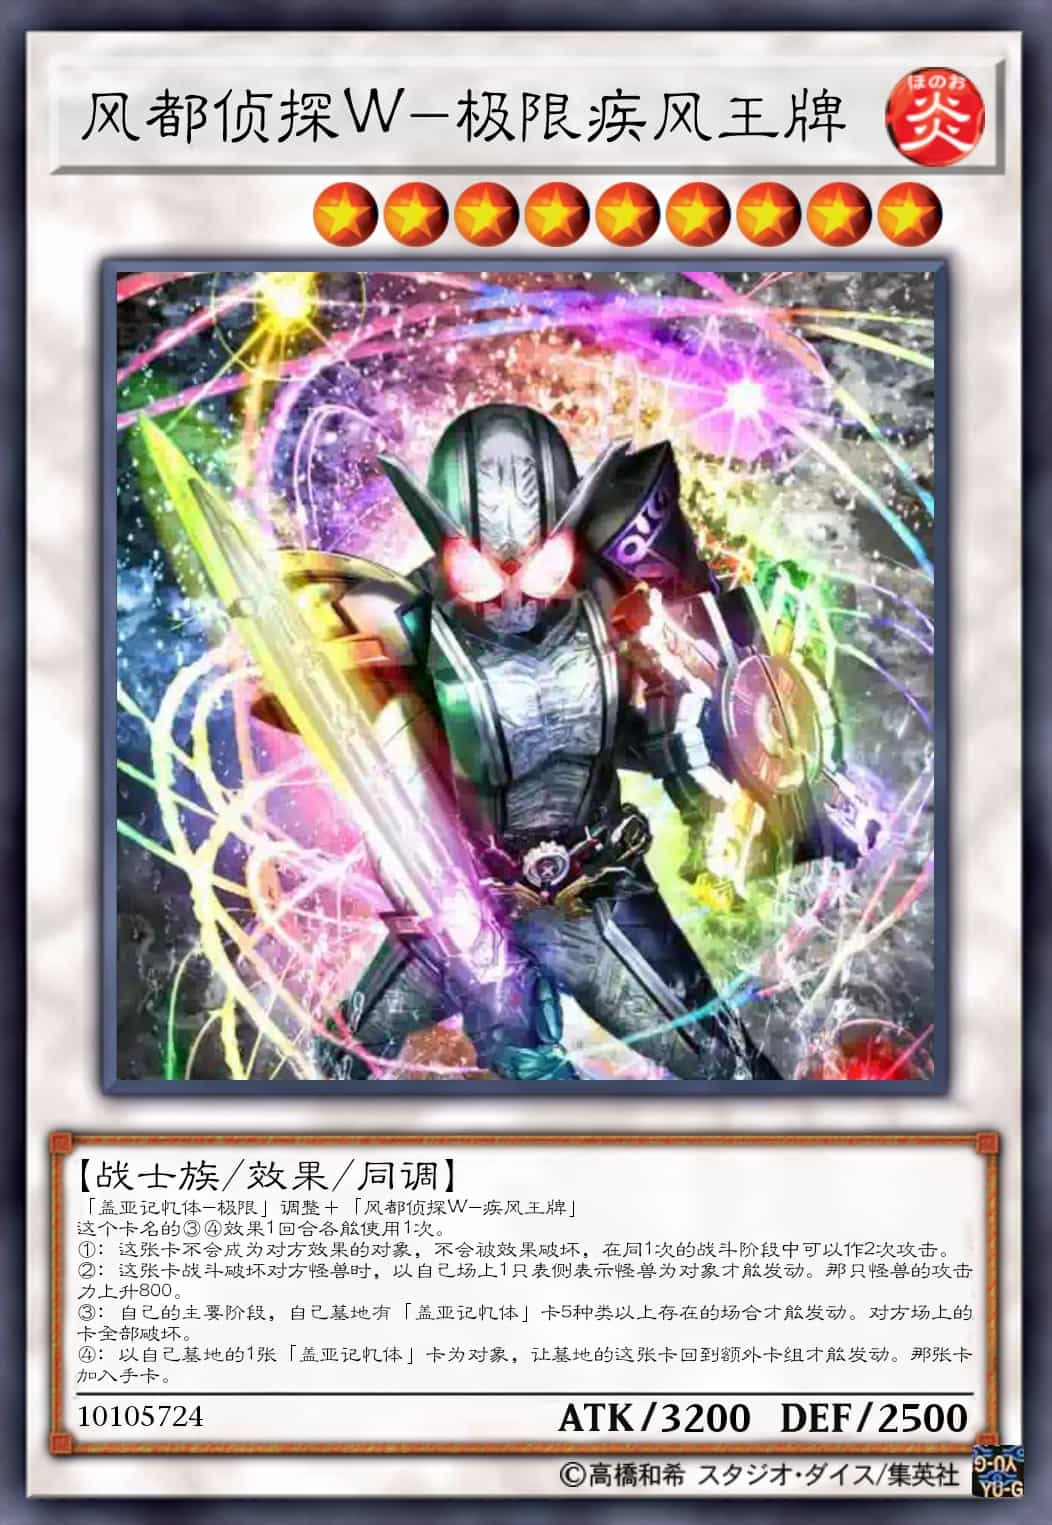 风都侦探W-极限疾风王牌
ほのお
炎
【战士族/效果/同调】
「盖亚记忆体-极限」调整+「风都侦探W-疾风王牌」
这个卡名的③④效果1回合各能使用1次。
①：这张卡不会成为对方效果的对象，不会被效果破坏，在同1次的战斗阶段中可以作2次攻击。
②：这张卡战斗破坏对方怪兽时，以自己场上1只表侧表示怪兽为对象才能发动。那只怪兽的攻击
力上升800。
③：自己的主要阶段，自己墓地有「盖亚记忆体」卡5种类以上存在的场合才能发动。对方场上的
卡全部破坏。
④：以自己墓地的1张「盖亚记忆体」卡为对象，让墓地的这张卡回到额外卡组才能发动。那张卡
加入手卡。
10105724 ATK/3200 DEF/2500
©高橋和希 スタジオ・ダイス/集英社
YU-G
YU-G